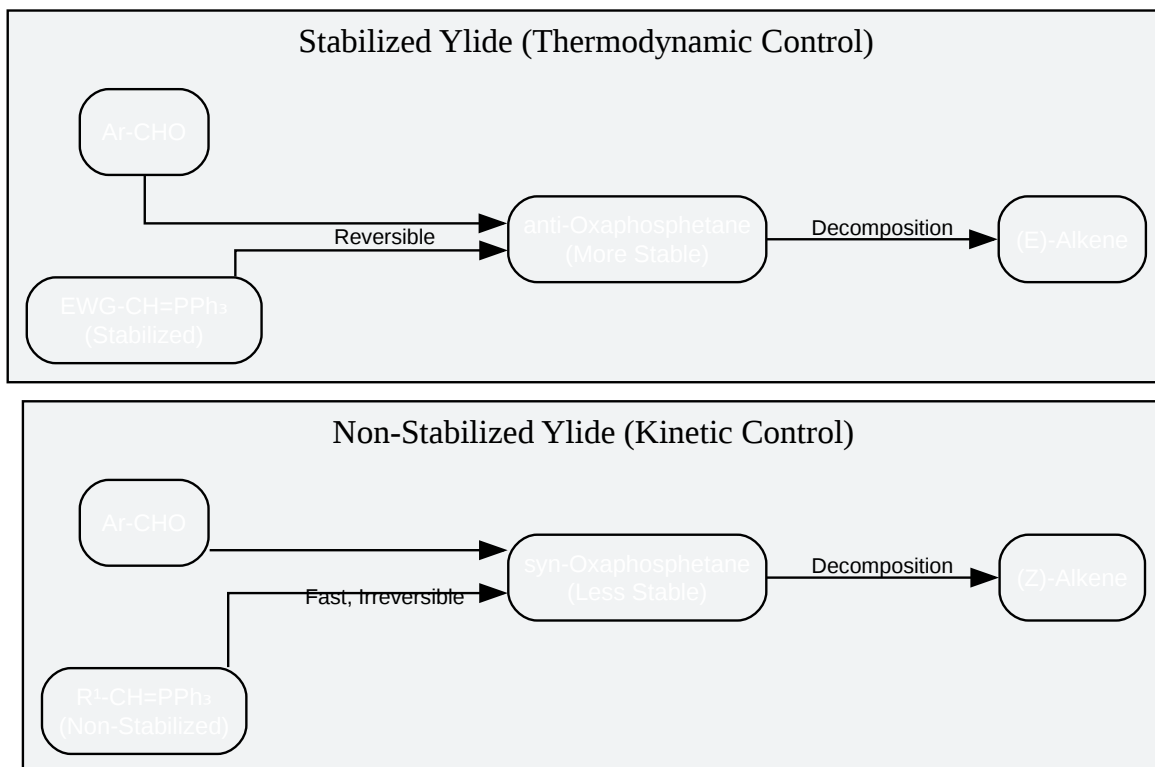 Stabilized Ylide (Thermodynamic Control)
Ar-CHO
Reversible
EWG-CH=PPh₃
(Stabilized)
anti-Oxaphosphetane
(More Stable)
Decomposition
(E)-Alkene
Non-Stabilized Ylide (Kinetic Control)
Ar-CHO
Fast, Irreversible
R¹-CH=PPh₃
(Non-Stabilized)
syn-Oxaphosphetane
(Less Stable)
Decomposition
(Z)-Alkene